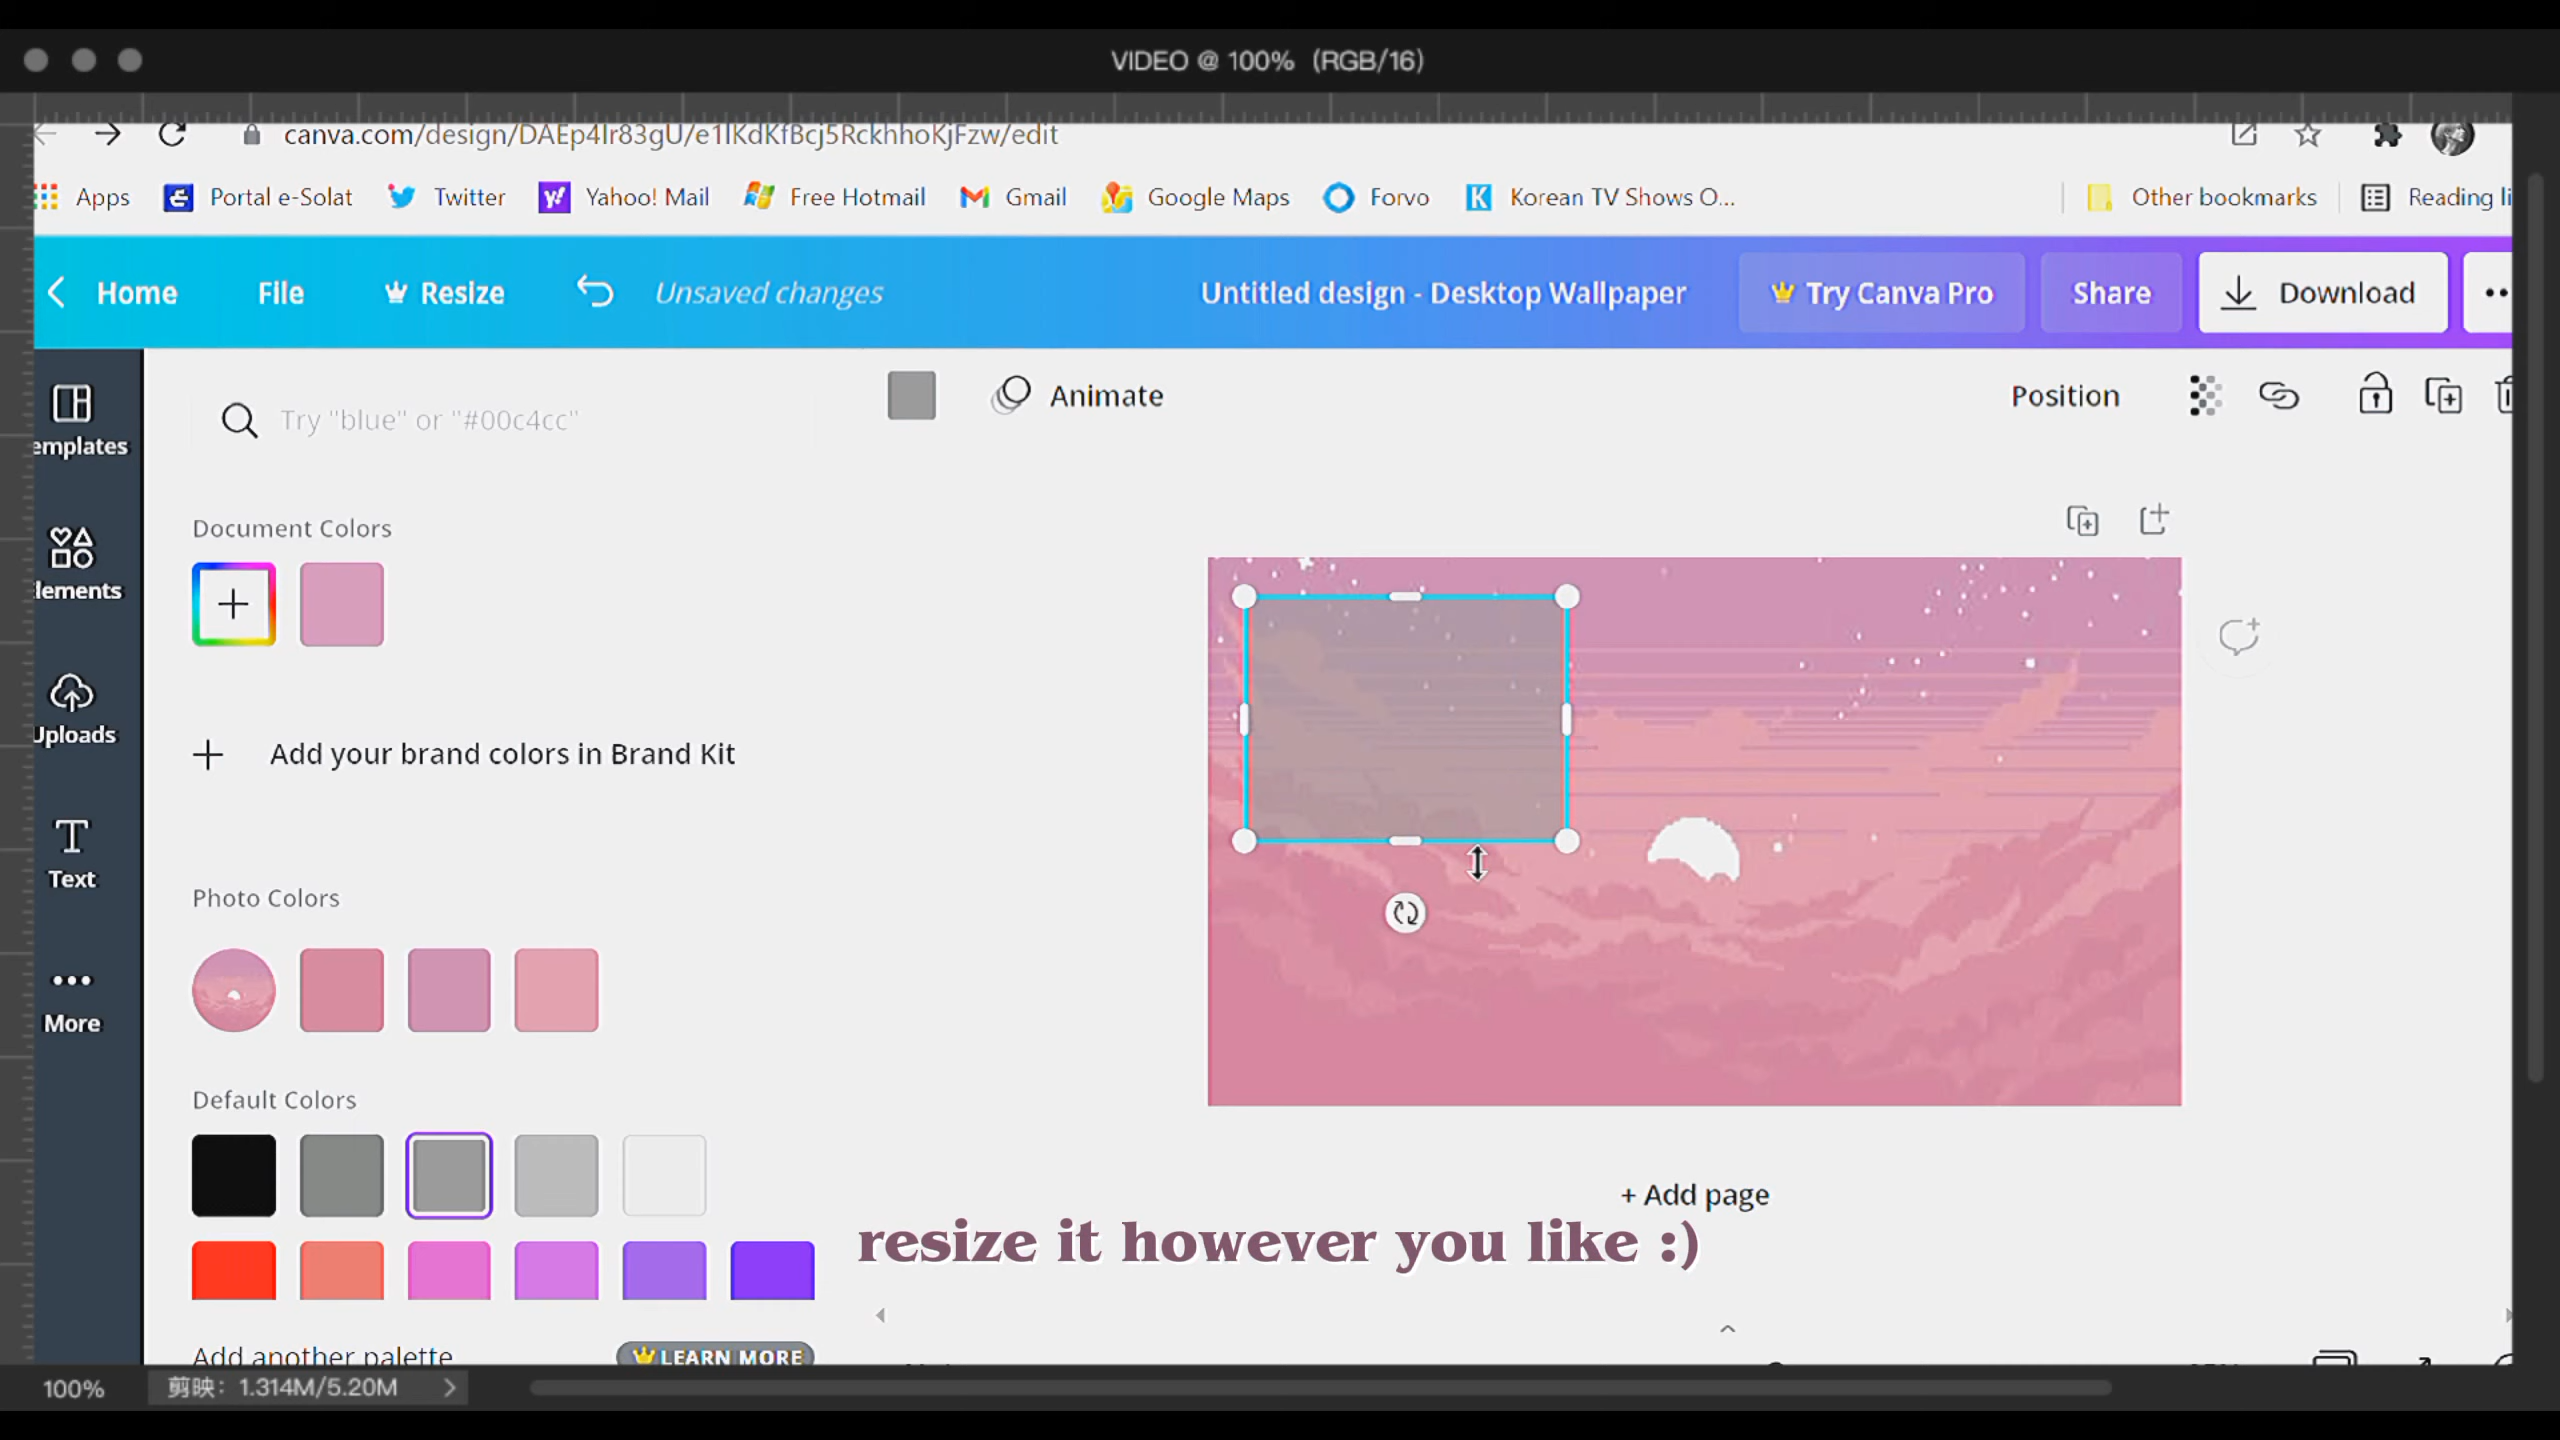 VIDEO @ 100% (RGB/16)
canva.com/design/DAEp4Ir83gU/e1IKdKfBcj5RckhhoKjFzw/edit
Apps Portal e-Solat Twitter Yahoo! Mail Free Hotmail Gmail Google Maps Forvo Korean TV Shows O... Other bookmarks Reading li
Home File Resize Unsaved changes Untitled design - Desktop Wallpaper Try Canva Pro Share Download
Try "blue" or "#00c4cc" Animate Position
emplates
Document Colors
lements
Uploads
Add your brand colors in Brand Kit
Text
Photo Colors
More
Default Colors
+ Add page
resize it however you like :)
Add another palette LEARN MORE
100% 剪映: 1.314M/5.20M